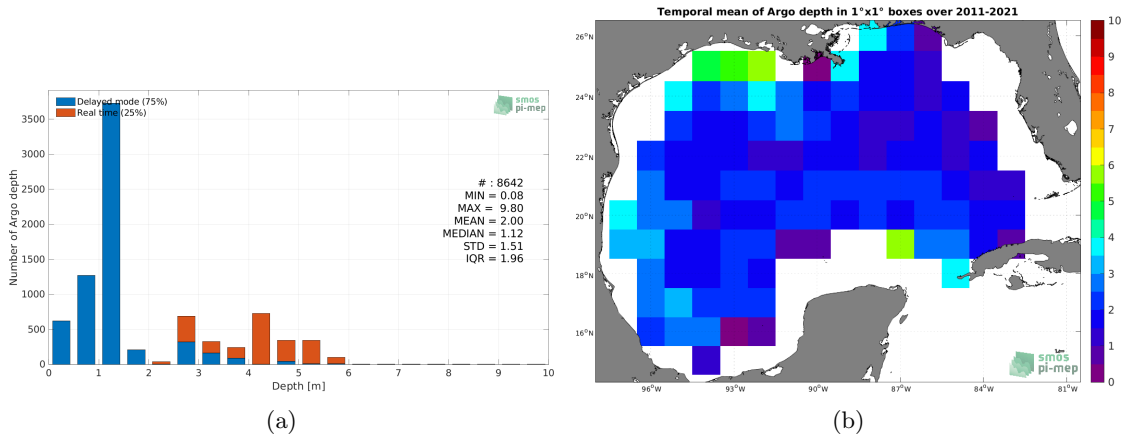 Delayed mode (75%)
Real time (25%)
smos
pi-mep
3500
3000
2500
2000
1500
1000
500
0
Number of Argo depth
# : 8642
MIN = 0.08
MAX = 9.80
MEAN = 2.00
MEDIAN = 1.12
STD = 1.51
IQR = 1.96
0 1 2 3 4 5 6 7 8 9 10
Depth [m]
(a)
Temporal mean of Argo depth in 1°x1° boxes over 2011-2021
26°N
24°N
22°N
20°N
18°N
16°N
96°W 93°W 90°W 87°W 84°W 81°W
smos
pi-mep
10
9
8
7
6
5
4
3
2
1
0
(b)